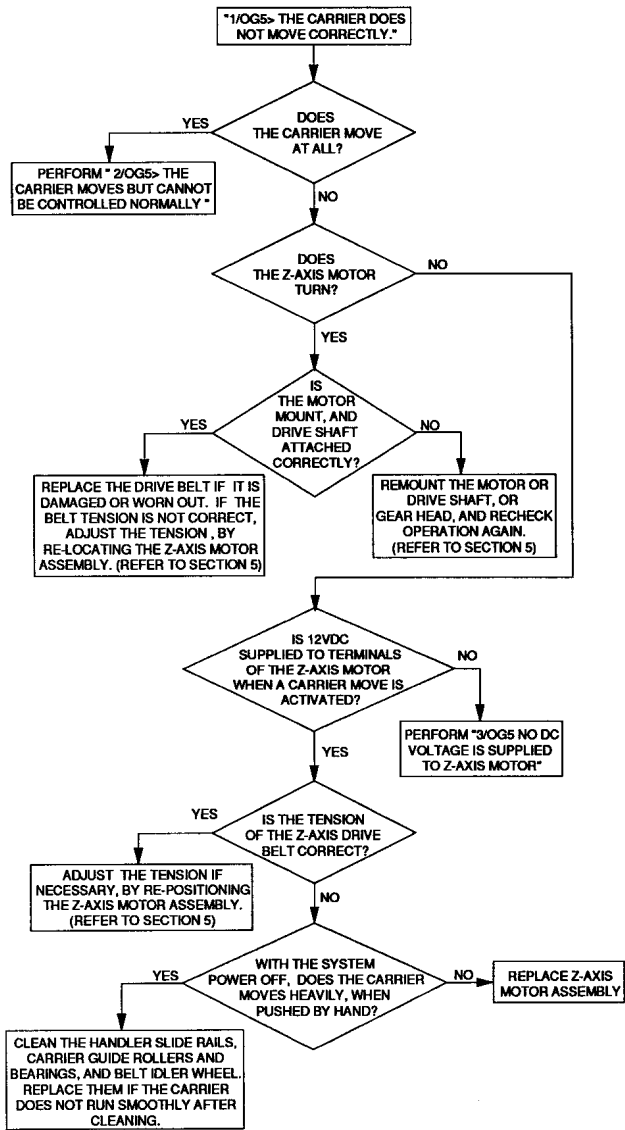 "1/OG5> THE CARRIER DOES
NOT MOVE CORRECTLY."
DOES
THE CARRIER MOVE
AT ALL?
YES
PERFORM " 2/OG5> THE
CARRIER MOVES BUT CANNOT
BE CONTROLLED NORMALLY "
NO
DOES
THE Z-AXIS MOTOR
TURN?
NO
YES
IS
THE MOTOR
MOUNT, AND
DRIVE SHAFT
ATTACHED
CORRECTLY?
YES
NO
REPLACE THE DRIVE BELT IF IT IS
DAMAGED OR WORN OUT. IF THE
BELT TENSION IS NOT CORRECT,
ADJUST THE TENSION , BY
RE-LOCATING THE Z-AXIS MOTOR
ASSEMBLY. (REFER TO SECTION 5)
REMOUNT THE MOTOR OR
DRIVE SHAFT, OR
GEAR HEAD, AND RECHECK
OPERATION AGAIN.
(REFER TO SECTION 5)
IS 12VDC
SUPPLIED TO TERMINALS
OF THE Z-AXIS MOTOR
WHEN A CARRIER MOVE IS
ACTIVATED?
NO
PERFORM "3/OG5 NO DC
VOLTAGE IS SUPPLIED
TO Z-AXIS MOTOR"
YES
IS THE TENSION
OF THE Z-AXIS DRIVE
BELT CORRECT?
YES
ADJUST THE TENSION IF
NECESSARY, BY RE-POSITIONING
THE Z-AXIS MOTOR ASSEMBLY.
(REFER TO SECTION 5)
NO
WITH THE SYSTEM
POWER OFF, DOES THE CARRIER
MOVES HEAVILY, WHEN
PUSHED BY HAND?
YES
NO
REPLACE Z-AXIS
MOTOR ASSEMBLY
CLEAN THE HANDLER SLIDE RAILS,
CARRIER GUIDE ROLLERS AND
BEARINGS, AND BELT IDLER WHEEL.
REPLACE THEM IF THE CARRIER
DOES NOT RUN SMOOTHLY AFTER
CLEANING.